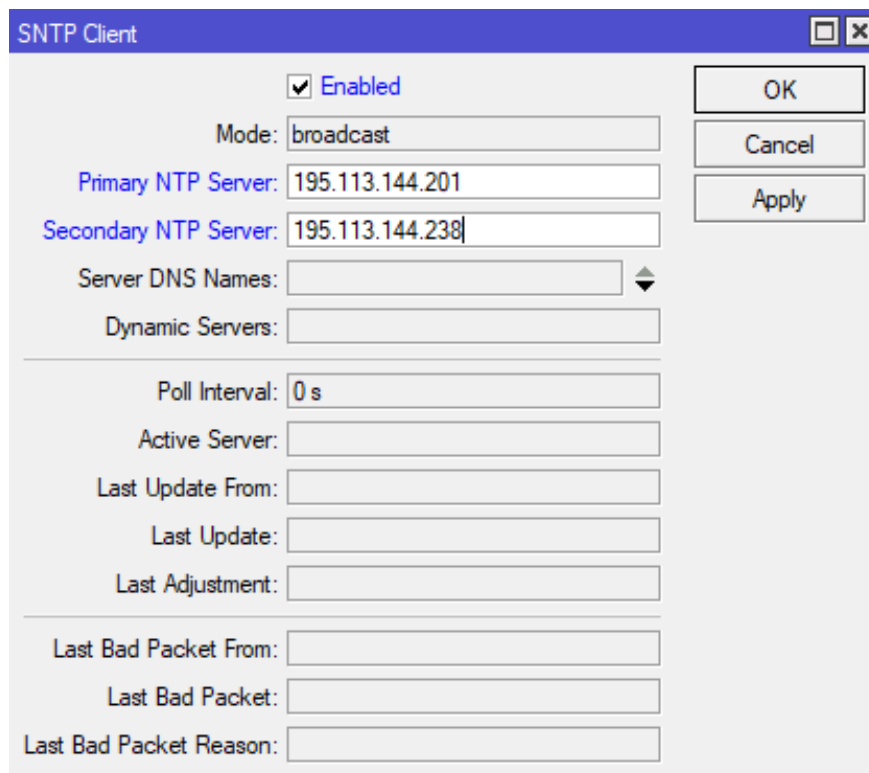 SNTP Client
Enabled
OK
Mode: broadcast
Cancel
Primary NTP Server: 195.113.144.201
Apply
Secondary NTP Server: 195.113.144.238
Server DNS Names:
Dynamic Servers:
Poll Interval: 0 s
Active Server:
Last Update From:
Last Update:
Last Adjustment:
Last Bad Packet From:
Last Bad Packet:
Last Bad Packet Reason: